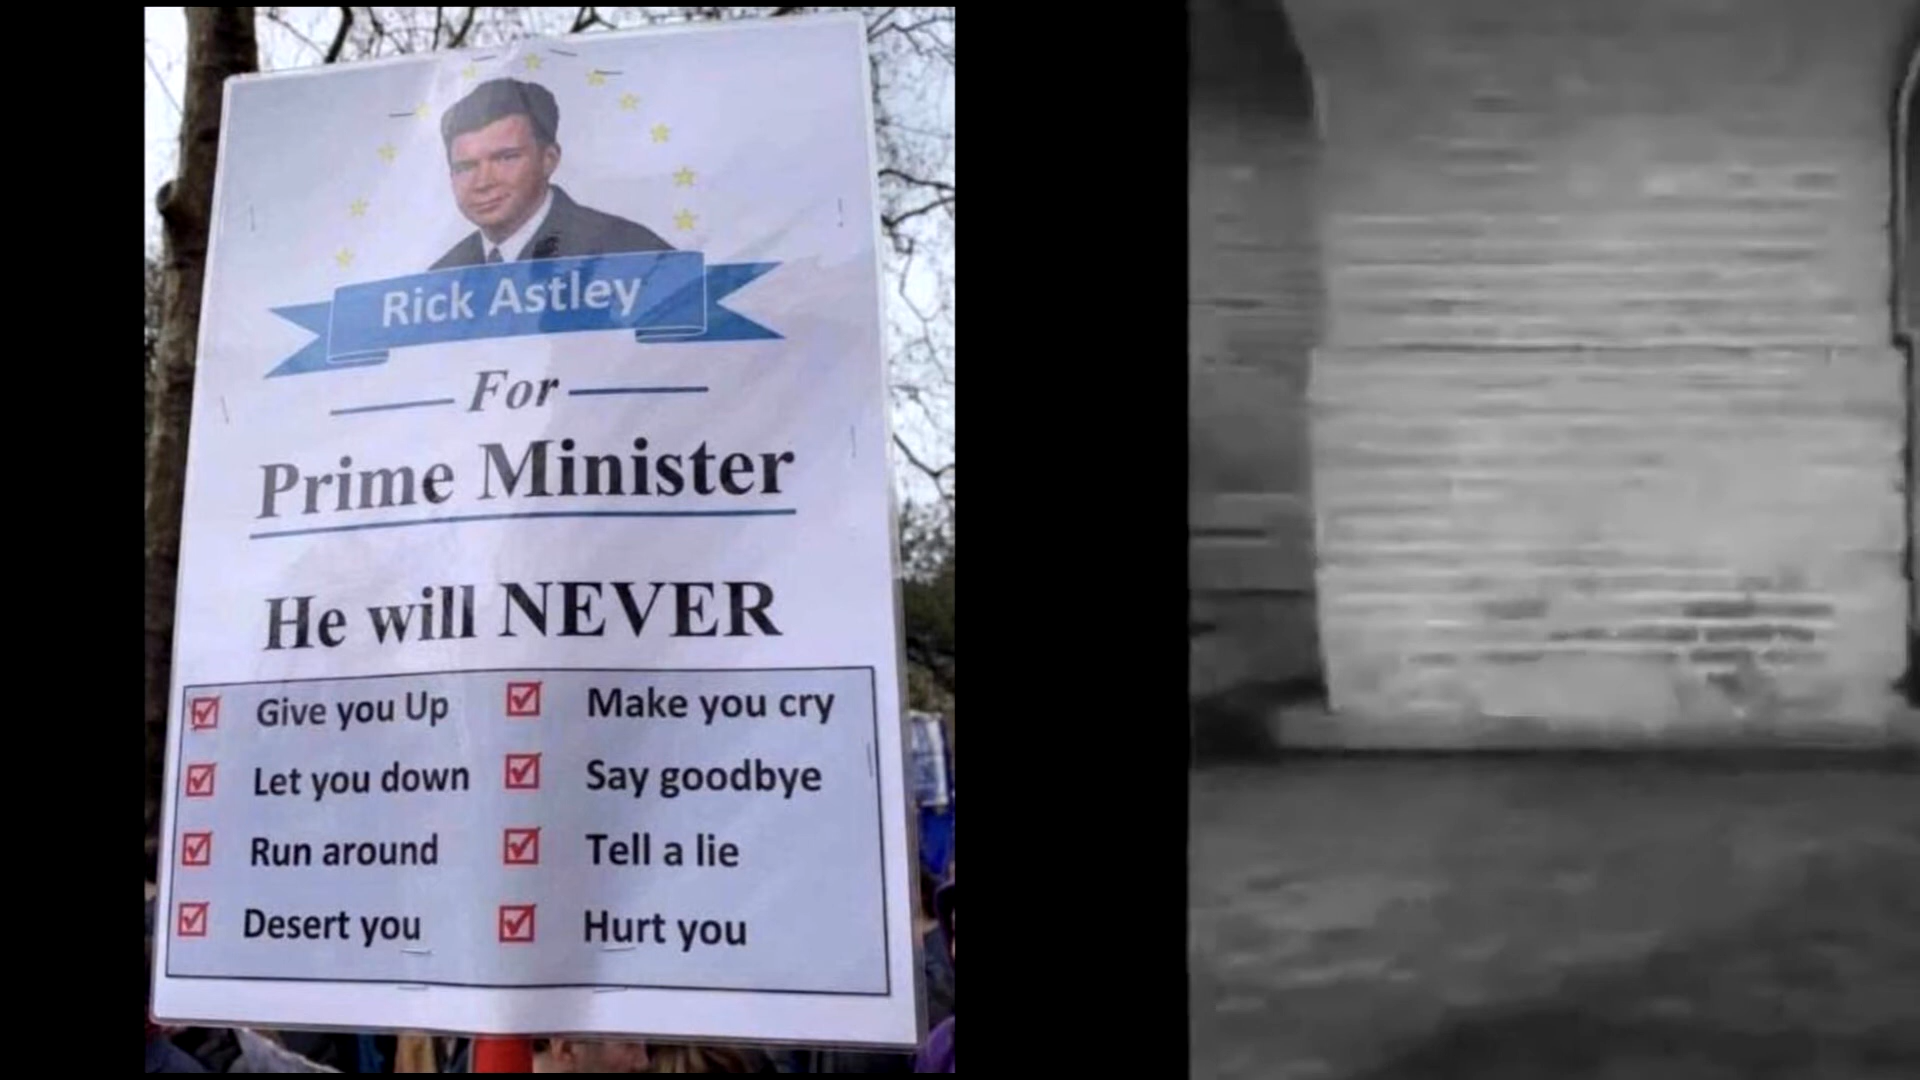 Rick Astley
For
Prime Minister
He will NEVER
Give you Up
Make you cry
Let you down
Say goodbye
Run around
Tell a lie
Desert you
Hurt you